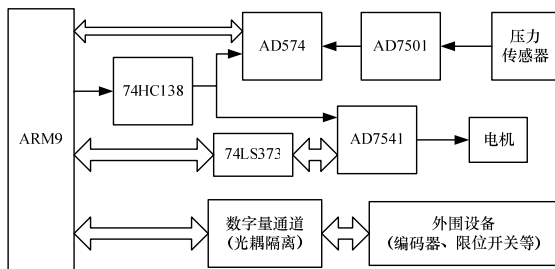 AD574
AD7501
压力
传感器
74HC138
ARM9
AD7541
电机
74LS373
数字量通道
(光耦隔离)
外围设备
(编码器、限位开关等)